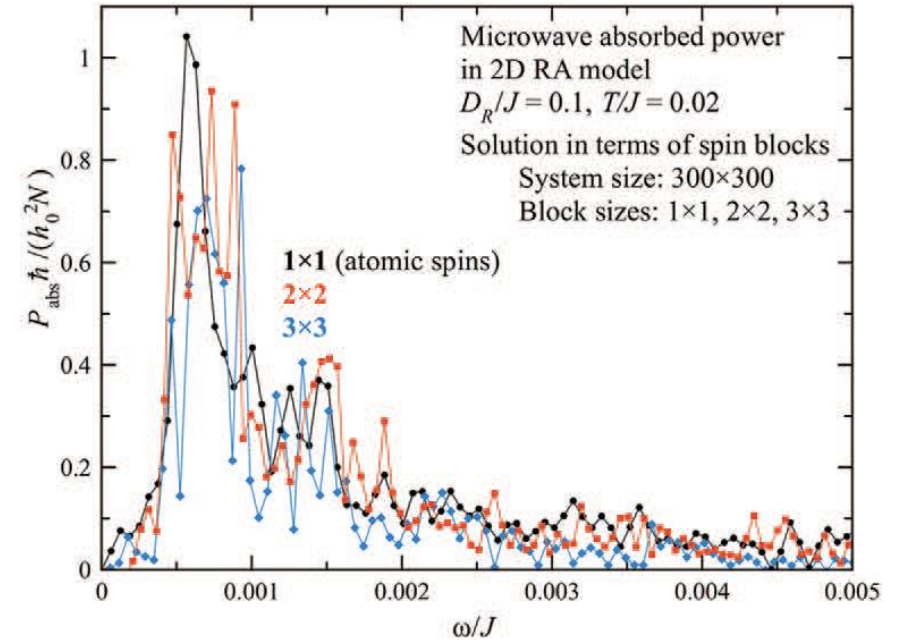 Microwave absorbed power
in 2D RA model
D_R/J = 0.1, T/J = 0.02
Solution in terms of spin blocks
System size: 300×300
Block sizes: 1×1, 2×2, 3×3
1×1 (atomic spins)
2×2
3×3
P_abs ħ /(h_0^2 N )
1
0.8
0.6
0.4
0.2
0
0
0.001
0.002
0.003
0.004
0.005
ω/J